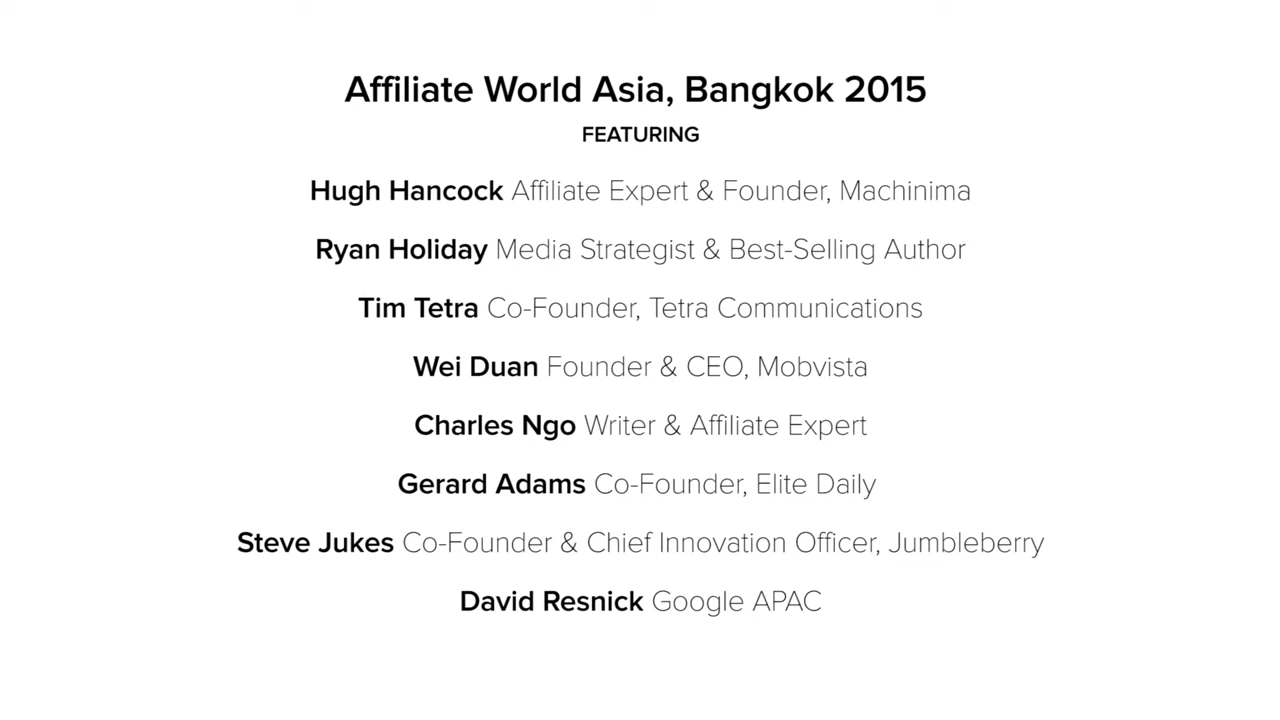 Affiliate World Asia, Bangkok 2015
FEATURING
Hugh Hancock Affiliate Expert & Founder, Machinima
Ryan Holiday Media Strategist & Best-Selling Author
Tim Tetra Co-Founder, Tetra Communications
Wei Duan Founder & CEO, Mobvista
Charles Ngo Writer & Affiliate Expert
Gerard Adams Co-Founder, Elite Daily
Steve Jukes Co-Founder & Chief Innovation Officer, Jumbleberry
David Resnick Google APAC